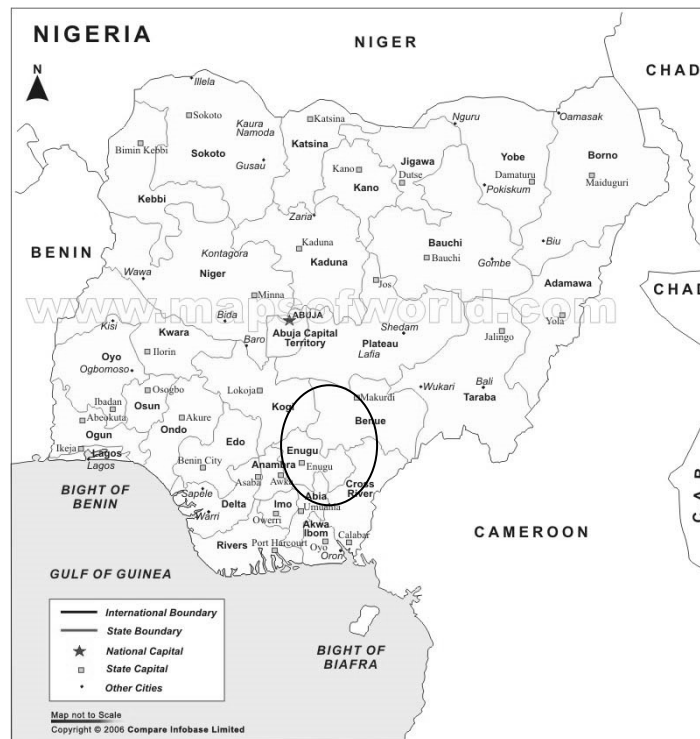 NIGERIA
NIGER
CHAD
N
Illela
Sokoto
Kaura
Namoda
Katsina
Nguru
Oamasak
Bimin Kebbi
Sokoto
Katsina
Gusau
Kano
Jigawa
Dutse
Yobe
Damaturu
Borno
Kano
Pokiskum
Maiduguri
Kebbi
Zaria
BENIN
Kontagora
Kaduna
Bauchi
Biu
Wawa
Niger
Kaduna
Bauchi
Gombe
Jos
Adamawa
CHAD
Minna
www.mapsofworld.com
Kisi
Bida
ABUJA
Abuja Capital
Territory
Shedam
Yola
Kwara
Baro
Plateau
Jalingo
Oyo
Ilorin
Lafia
Ogbomoso
Osogbo
Lokoja
Makurdi
Wukari
Bali
Taraba
Ibadan
Osun
Kogi
Benue
Abeokuta
Ondo
Akure
Ogun
Edo
Enugu
Ikeja
Lagos
Lagos
Benin City
Anambra
Enugu
Asaba
Awka
Cross
River
BIGHT OF
BENIN
Sapele
Delta
Imo
Abia
Umuahia
Warri
Owerri
Akwa
Ibom
CAMEROON
C A R
Rivers
Port Harcourt
Oyo
Calabar
Oron
GULF OF GUINEA
International Boundary
State Boundary
National Capital
State Capital
Other Cities
BIGHT OF
BIAFRA
Map not to Scale
Copyright © 2006 Compare Infobase Limited